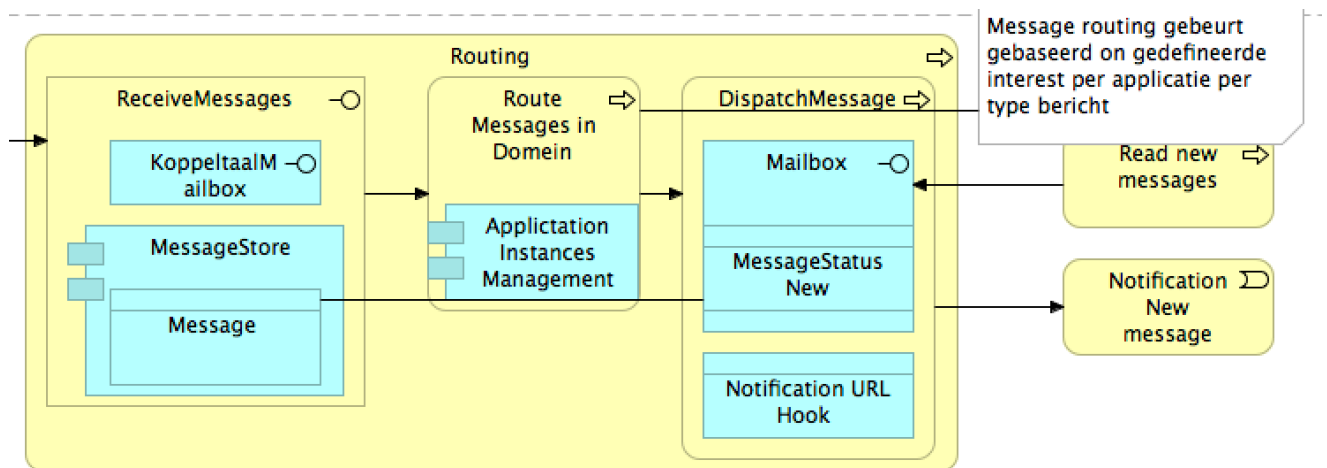 Routing
ReceiveMessages
KoppeltaalM
ailbox
MessageStore
Message
Route
Messages in
Domein
Applictation
Instances
Management
DispatchMessage
Mailbox
MessageStatus
New
Notification URL
Hook
Message routing gebeurt
gebaseerd on gedefineerde
interest per applicatie per
type bericht
Read new
messages
Notification
New
message